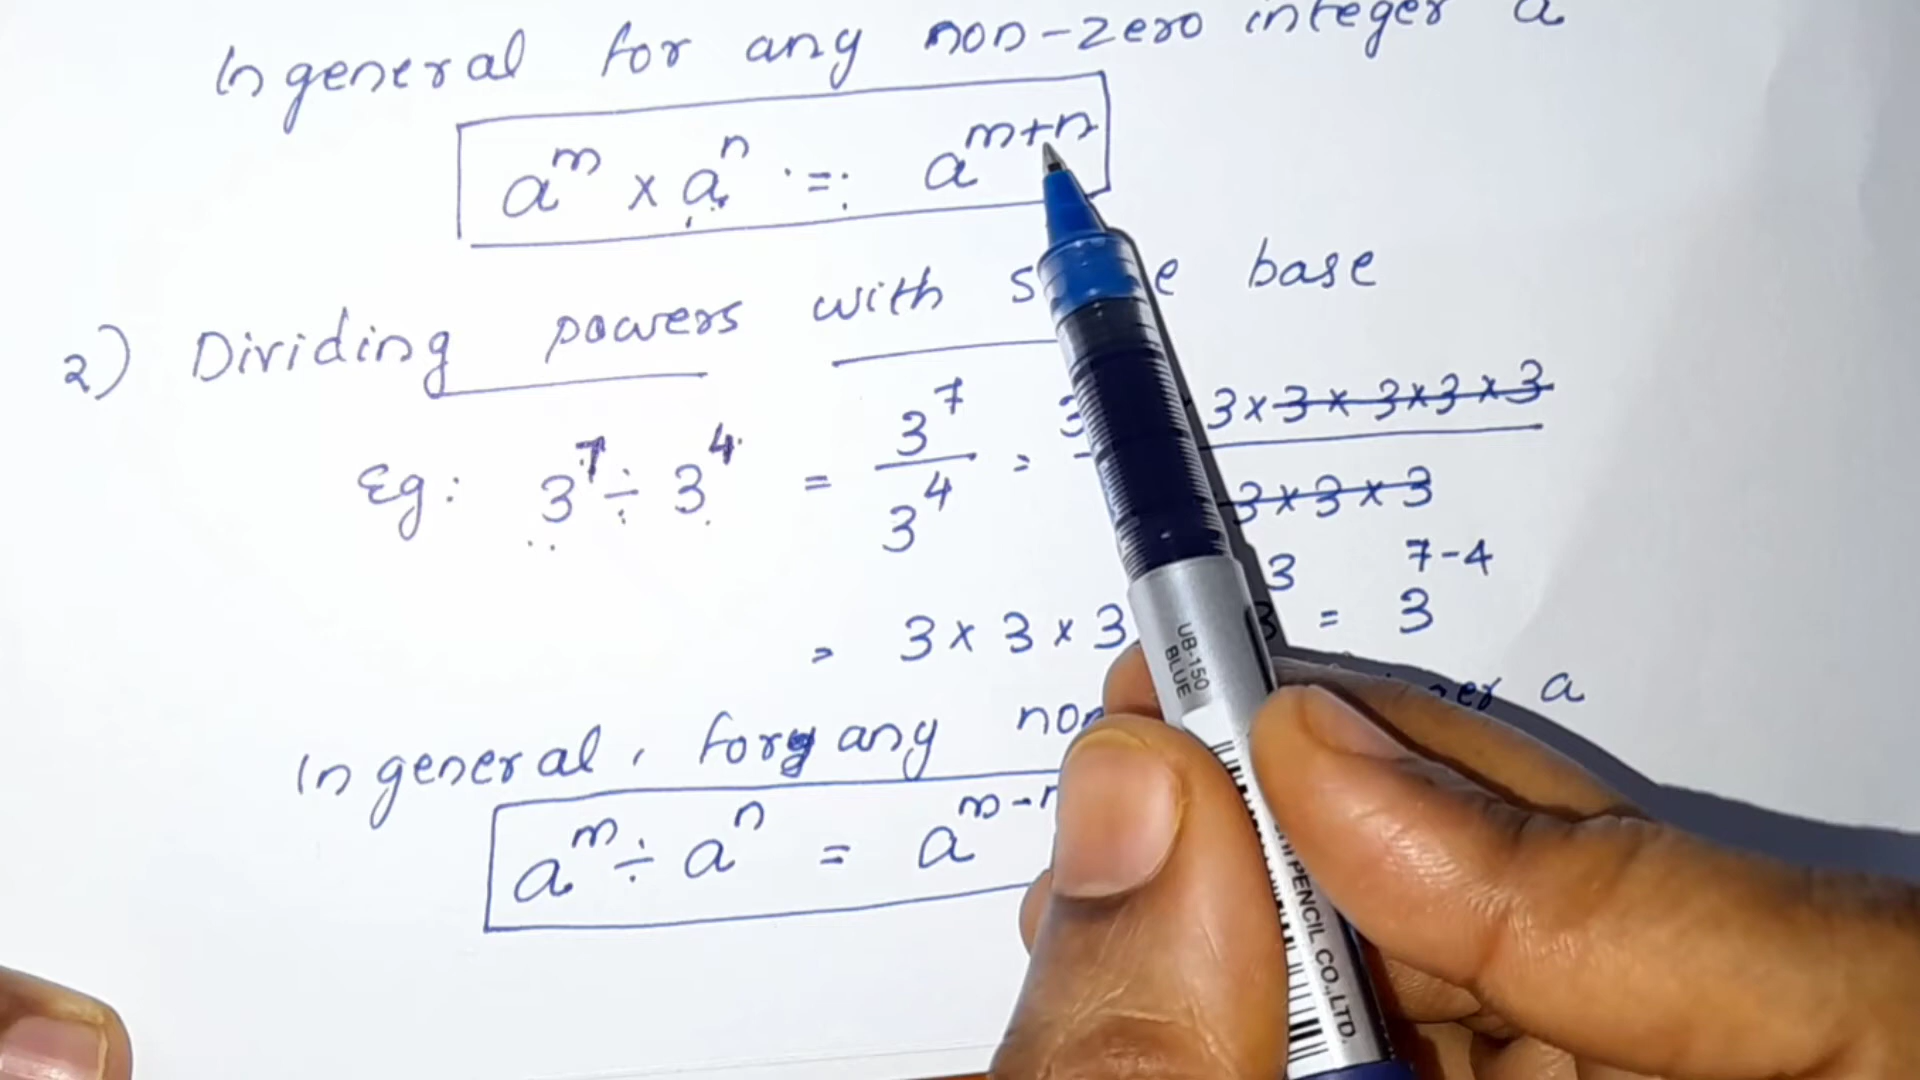 In general for any non-zero integer a
a^m × a^n = a^{m+n}
2) Dividing powers with base
Eg: 3^7 ÷ 3^4 = 3^7/3^4 = 3 × 3 × 3 × 3 × 3
3 × 3 × 3
= 3 × 3 × 3 3^3 = 3^{7-4}
In general, for any a
a^m ÷ a^n = a^{m-n}
UB-150
BLUE
PENCIL CO.,LTD.